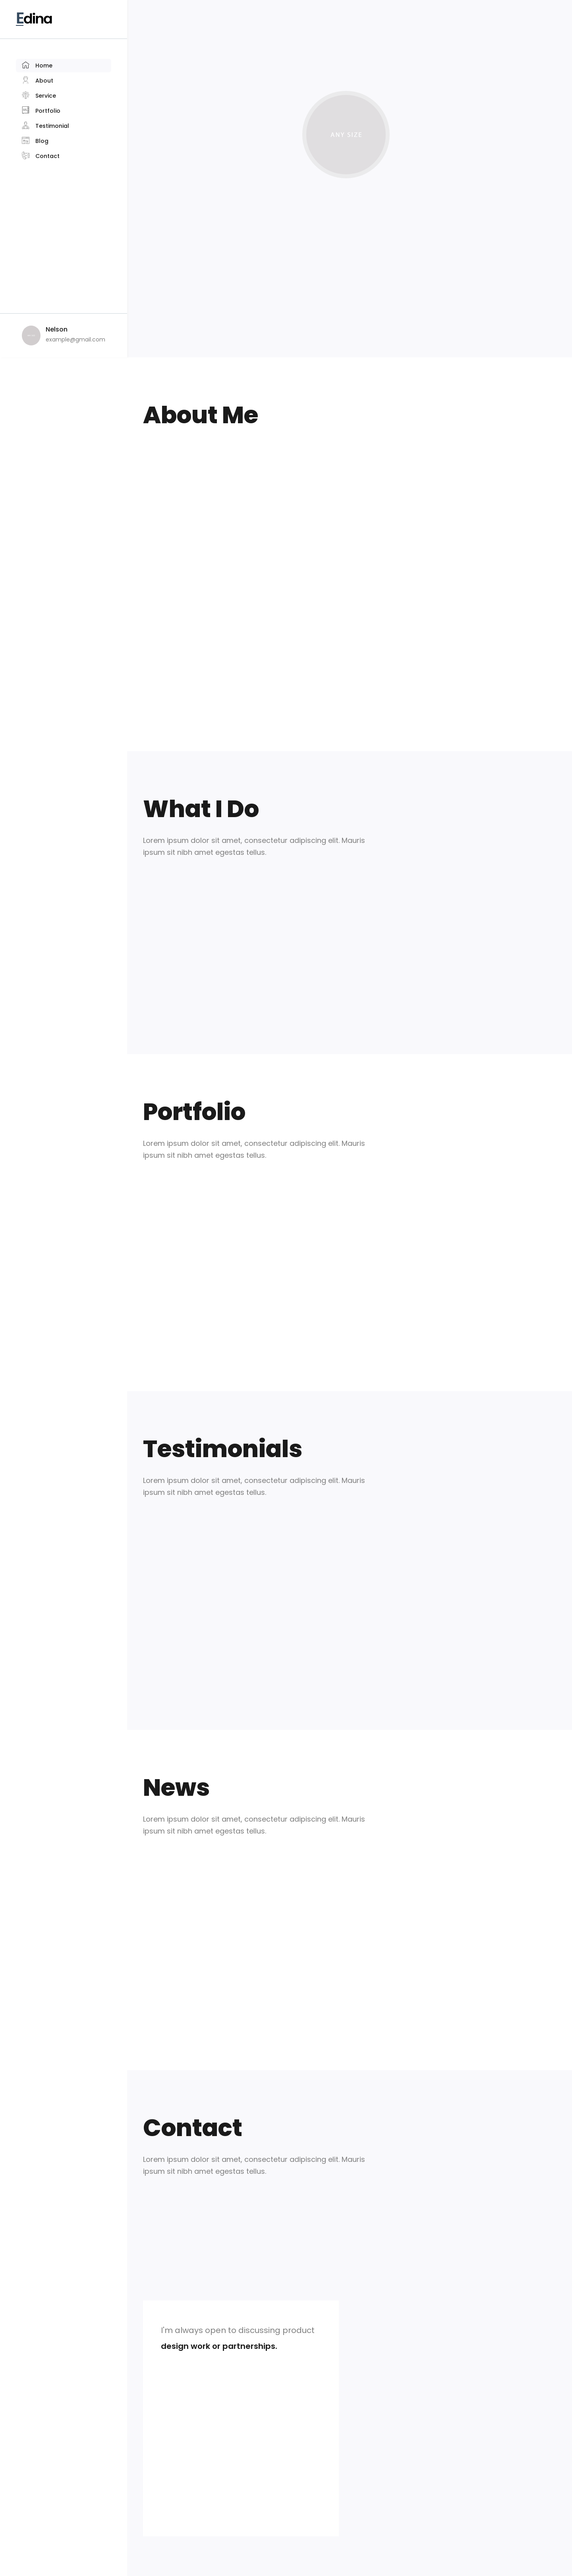 Edina
Home
About
Service
Portfolio
Testimonial
Blog
Contact
Nelson
example@gmail.com
ANY SIZE
About Me
What I Do
Lorem ipsum dolor sit amet, consectetur adipiscing elit. Mauris
ipsum sit nibh amet egestas tellus.
Portfolio
Lorem ipsum dolor sit amet, consectetur adipiscing elit. Mauris
ipsum sit nibh amet egestas tellus.
Testimonials
Lorem ipsum dolor sit amet, consectetur adipiscing elit. Mauris
ipsum sit nibh amet egestas tellus.
News
Lorem ipsum dolor sit amet, consectetur adipiscing elit. Mauris
ipsum sit nibh amet egestas tellus.
Contact
Lorem ipsum dolor sit amet, consectetur adipiscing elit. Mauris
ipsum sit nibh amet egestas tellus.
I'm always open to discussing product
design work or partnerships.